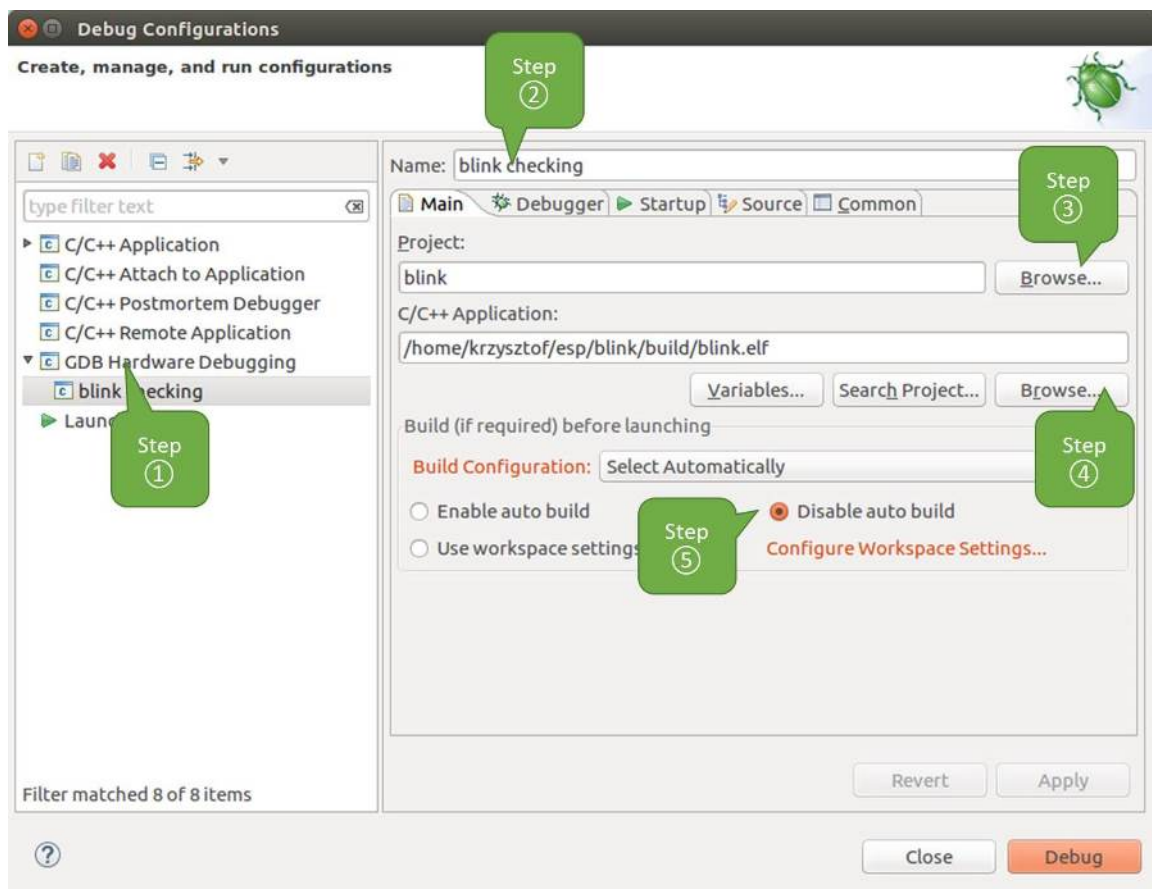 Debug Configurations
Create, manage, and run configurations
Step
②
Name: blink checking
Step
③
type filter text
Main Debugger Startup Source Common
C/C++ Application
Project:
C/C++ Attach to Application
blink Browse...
C/C++ Postmortem Debugger
C/C++ Application:
C/C++ Remote Application
/home/krzysztof/esp/blink/build/blink.elf
GDB Hardware Debugging
blink checking
Variables... Search Project... Browse...
Build (if required) before launching
Step
①
Step
④
Build Configuration: Select Automatically
Enable auto build
Disable auto build
Step
⑤
Use workspace settings
Configure Workspace Settings...
Revert Apply
Filter matched 8 of 8 items
Close Debug